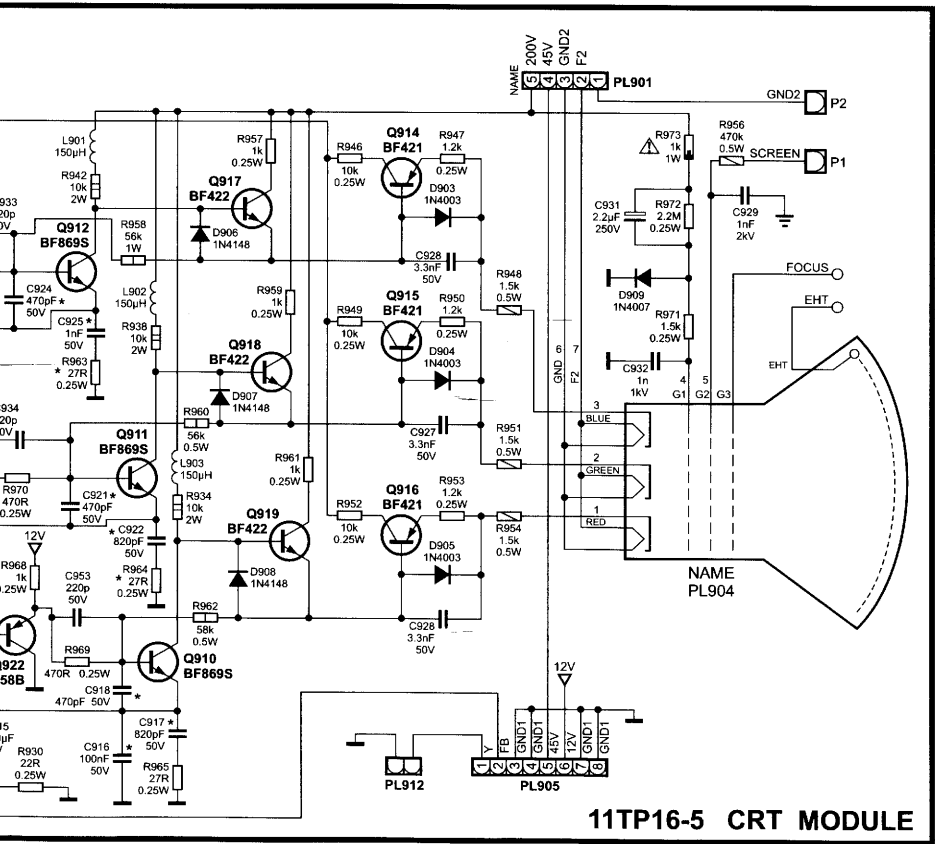 200V
45V
GND2
F2
NAME
5 4 3 2 1
PL901
GND2
P2
L901
150µH
R957
1k
0.25W
R946
10k
0.25W
Q914
BF421
R947
1.2k
0.25W
R973
1k
1W
R956
470k
0.5W
SCREEN
P1
R942
10k
2W
Q917
BF422
D903
1N4003
C931
2.2µF
250V
R972
2.2M
0.25W
C929
1nF
2kV
Q912
BF869S
R958
56k
1W
D906
1N4148
C928
3.3nF
50V
C924
470pF *
50V
L902
150µH
R959
1k
0.25W
R948
1.5k
0.5W
D909
1N4007
FOCUS
EHT
C925 *
1nF
50V
R938
10k
2W
R949
10k
0.25W
Q915
BF421
R950
1.2k
0.25W
R971
1.5k
0.25W
R963
* 27R
0.25W
Q918
BF422
D904
1N4003
GND 6
F2 7
C932
1n
1kV
4
G1
5
G2
G3
EHT
D907
1N4148
R960
56k
0.5W
C927
3.3nF
50V
3
BLUE
R951
1.5k
0.5W
2
GREEN
Q911
BF869S
L903
150µH
R961
1k
0.25W
R970
470R
0.25W
C921 *
470pF
50V
R934
10k
2W
R952
10k
0.25W
Q916
BF421
R953
1.2k
0.25W
1
RED
Q919
BF422
R954
1.5k
0.5W
12V
* C922
820pF
50V
D905
1N4003
R968
1k
D908
1N4148
R964
* 27R
0.25W
C953
220p
50V
NAME
PL904
R962
58k
0.5W
C928
3.3nF
50V
R969
470R 0.25W
Q910
BF869S
C918
470pF 50V *
12V
C917 *
820pF
50V
C916
100nF *
50V
R930
22R
0.25W
R965
27R
0.25W
Y
FB
GND1
GND1
45V
12V
GND1
GND1
1 2 3 4 5 6 7 8
PL912
PL905
11TP16-5 CRT MODULE